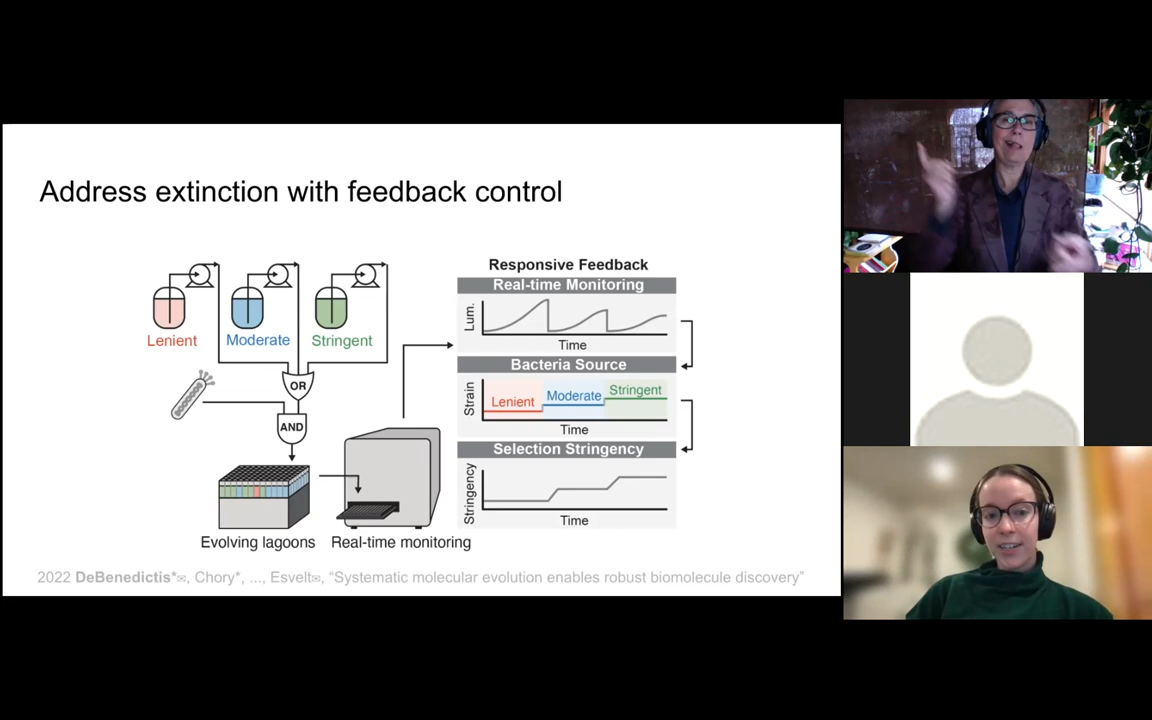 Address extinction with feedback control
Lenient
Moderate
Stringent
OR
AND
Evolving lagoons
Real-time monitoring
Responsive Feedback
Real-time Monitoring
Lum.
Time
Bacteria Source
Strain
Lenient
Moderate
Stringent
Time
Selection Stringency
Stringency
Time
2022 DeBenedictis*✉, Chory*, ..., Esvelt✉, “Systematic molecular evolution enables robust biomolecule discovery”